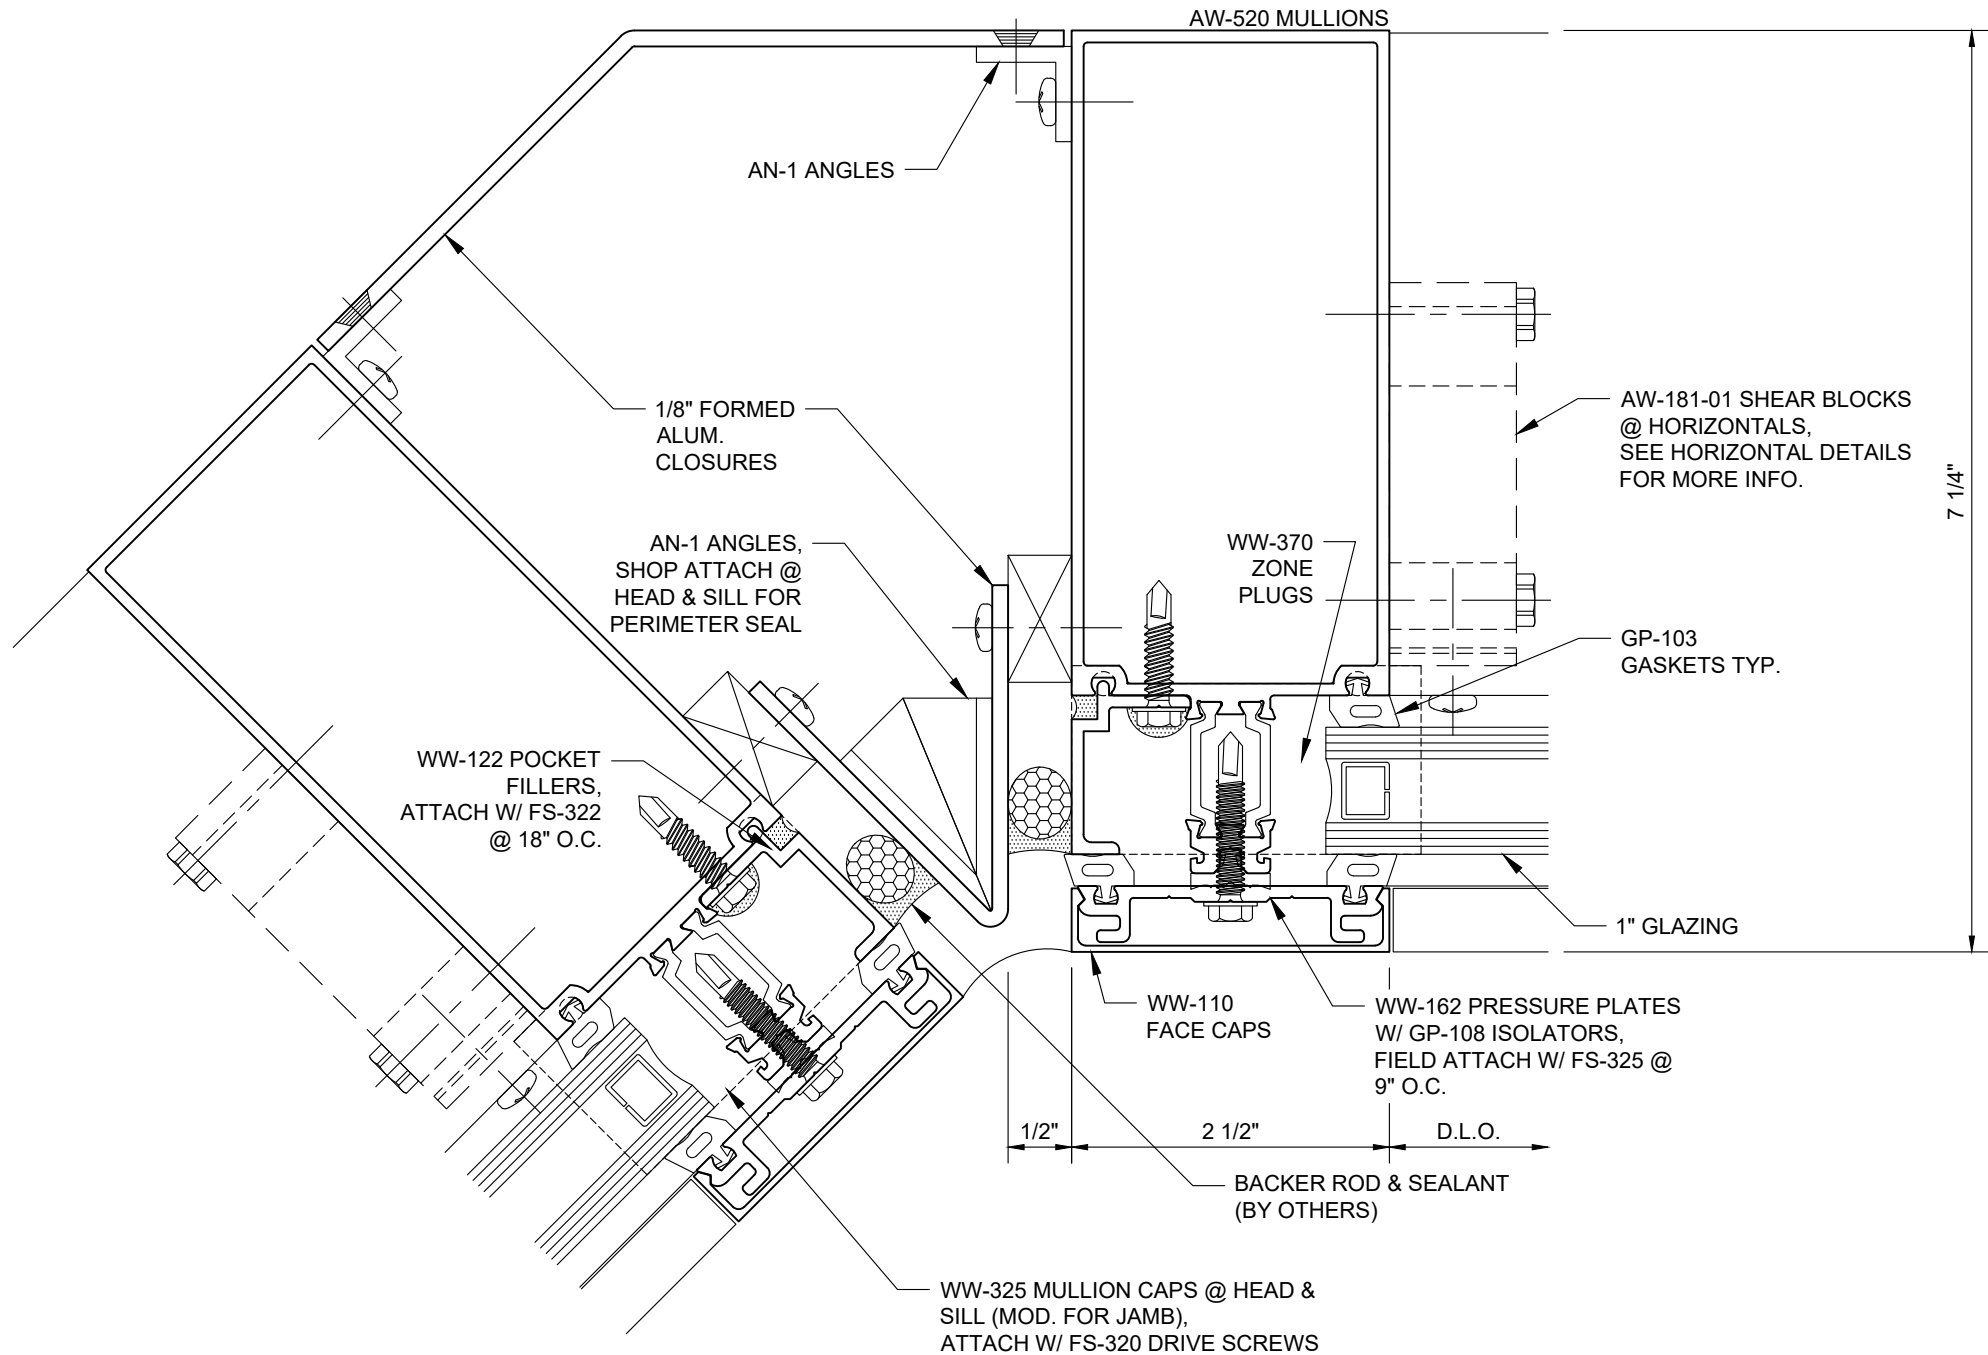 AW-520 MULLIONS
AN-1 ANGLES
1/8" FORMED
ALUM.
CLOSURES
AW-181-01 SHEAR BLOCKS
@ HORIZONTALS,
SEE HORIZONTAL DETAILS
FOR MORE INFO.
7 1/4"
AN-1 ANGLES,
SHOP ATTACH @
HEAD & SILL FOR
PERIMETER SEAL
WW-370
ZONE
PLUGS
GP-103
GASKETS TYP.
WW-122 POCKET
FILLERS,
ATTACH W/ FS-322
@ 18" O.C.
1" GLAZING
WW-110
FACE CAPS
WW-162 PRESSURE PLATES
W/ GP-108 ISOLATORS,
FIELD ATTACH W/ FS-325 @
9" O.C.
1/2"
2 1/2"
D.L.O.
BACKER ROD & SEALANT
(BY OTHERS)
WW-325 MULLION CAPS @ HEAD &
SILL (MOD. FOR JAMB),
ATTACH W/ FS-320 DRIVE SCREWS